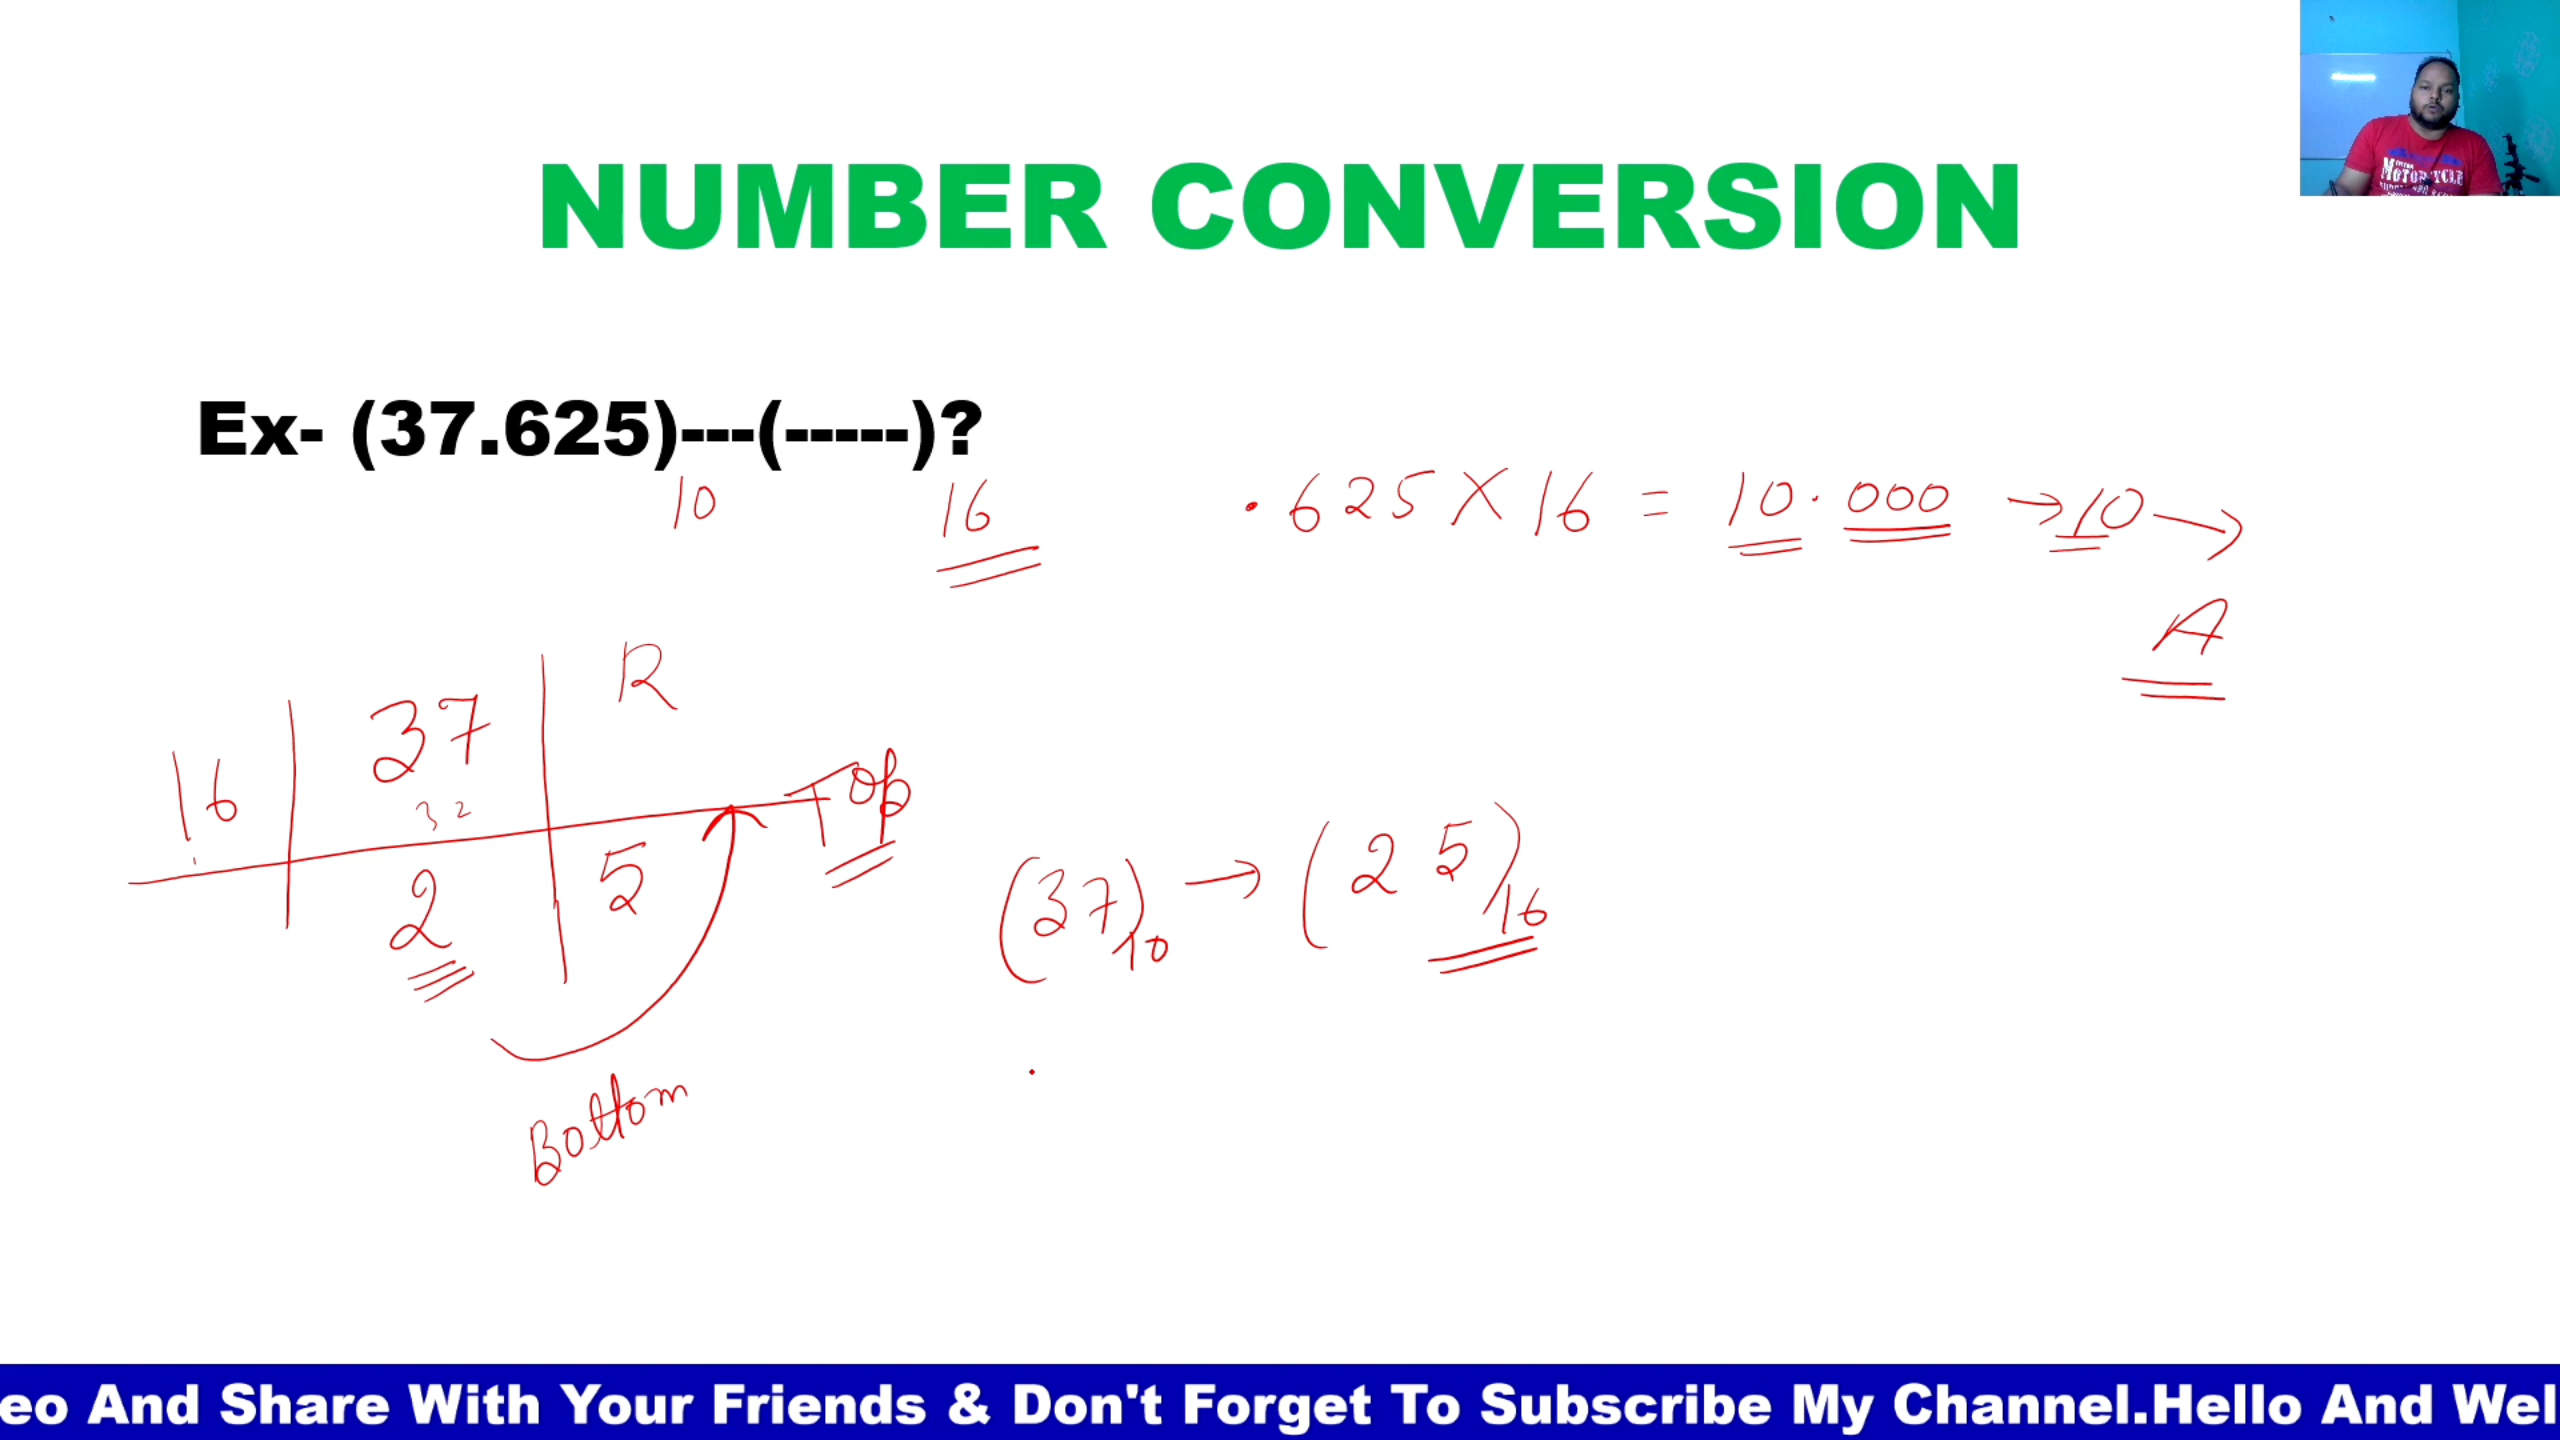 NUMBER CONVERSION
Ex- (37.625)---(-----)?
10
16
.625 X 16 = 10.000 → 10 →
A
R
16 37
32
2 5
Top
Bottom
(37)10 → (25)16
MOTORCYCLE
eo And Share With Your Friends & Don't Forget To Subscribe My Channel.Hello And Wel